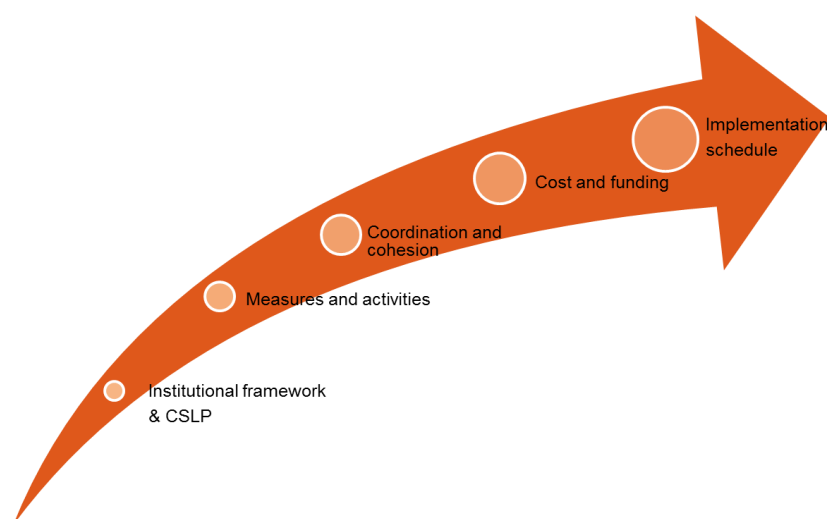 Implementation
schedule
Cost and funding
Coordination and
cohesion
Measures and activities
Institutional framework
& CSLP